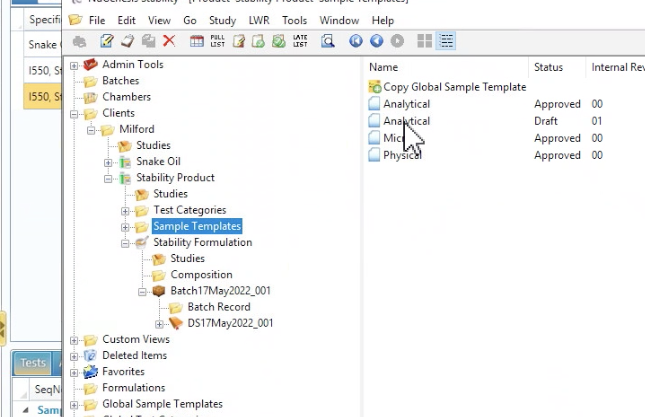 NuGenesis Stability - [Product "Stability Product" Sample Templates]
File Edit View Go Study LWR Tools Window Help
PULL LIST
LATE LIST
Specifi
Snake
I550, St
I550, St
Admin Tools
Batches
Chambers
Clients
Milford
Studies
Snake Oil
Stability Product
Studies
Test Categories
Sample Templates
Stability Formulation
Studies
Composition
Batch17May2022_001
Batch Record
DS17May2022_001
Custom Views
Deleted Items
Favorites
Formulations
Global Sample Templates
Name Status Internal Rev
Copy Global Sample Template
Analytical Approved 00
Analytical Draft 01
Micr Approved 00
Physical Approved 00
Tests
SeqN
Sam